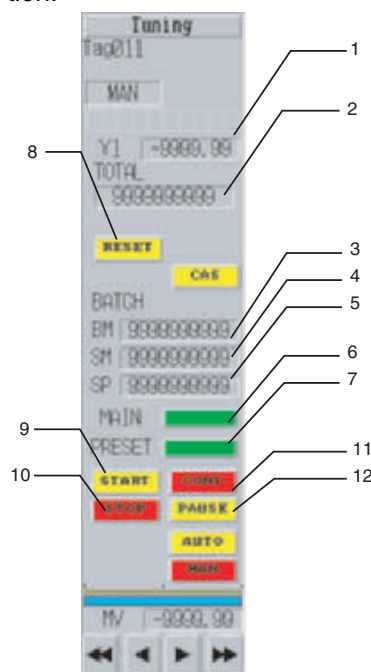 tion.
Tuning
Tag011
MAN
1
Y1 -9999.99
2
TOTAL
9999999999
8
RESET
CAS
3
BATCH
4
BM 9999999999
5
SM 9999999999
SP 9999999999
6
MAIN
7
PRESET
9
START
11
10
STOP
PAUSE
12
AUTO
MAN
MV -9999.99